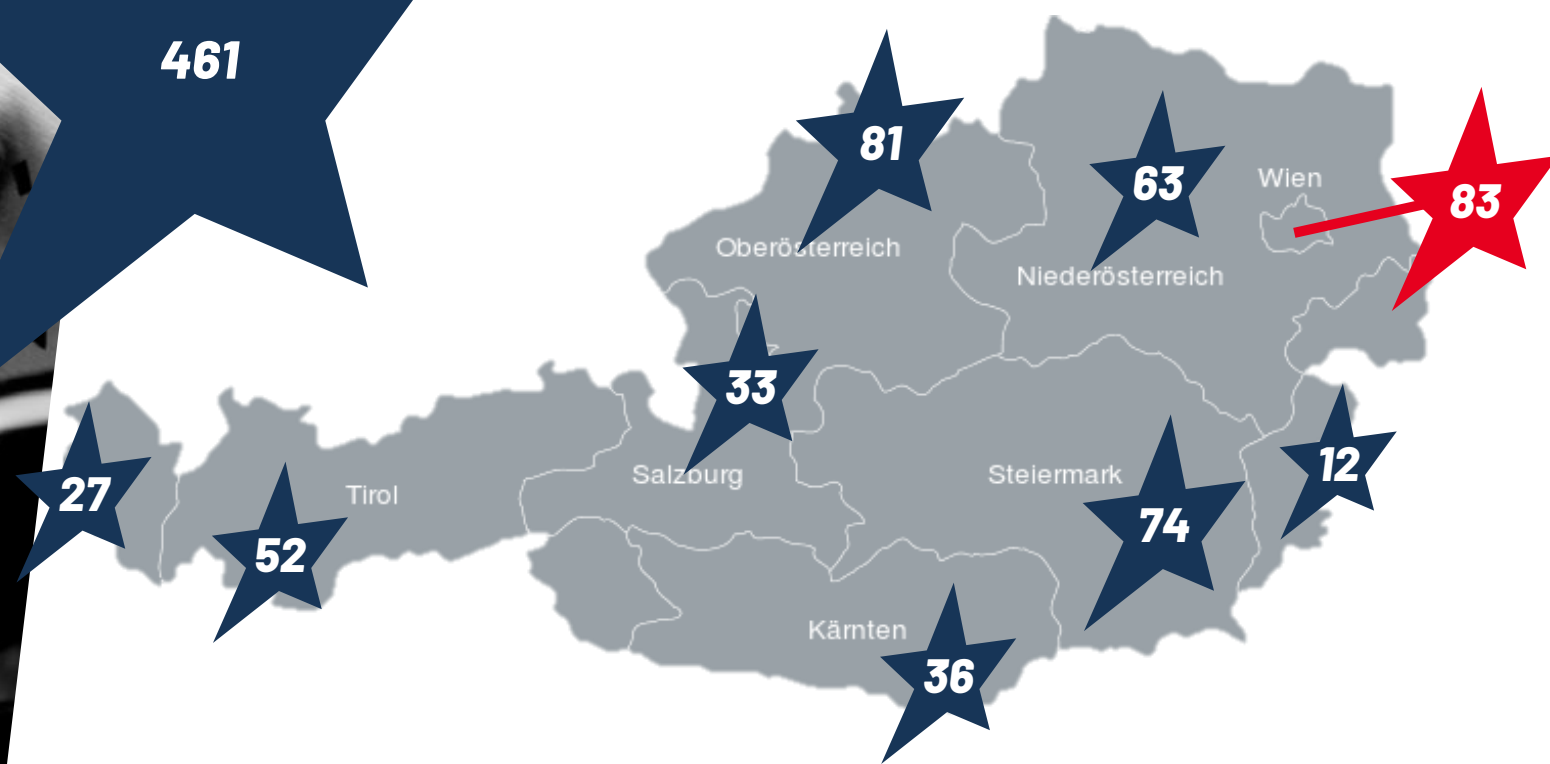 461
81
63
Wien
83
Oberösterreich
Niederösterreich
33
27
Tirol
52
Salzburg
Steiermark
74
12
Kärnten
36